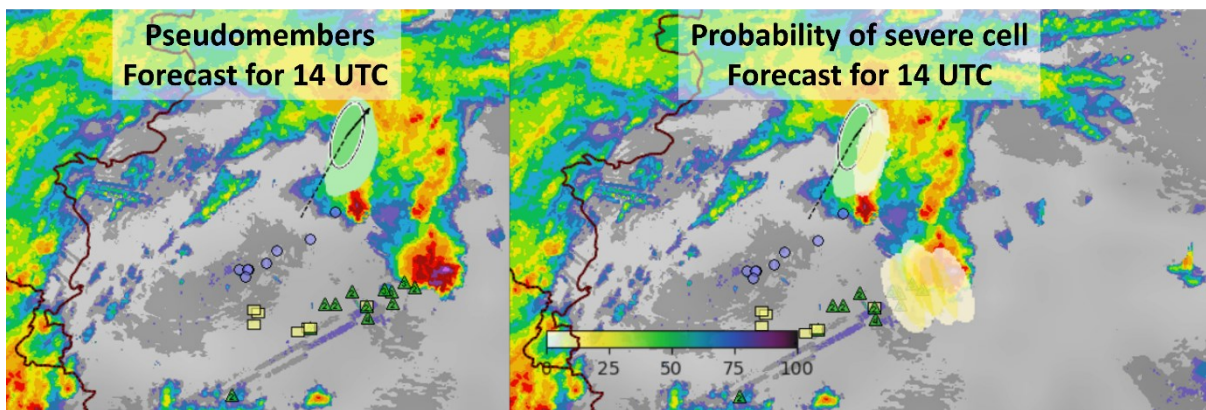 Pseudomembers
Forecast for 14 UTC
Probability of severe cell
Forecast for 14 UTC
0 25 50 75 100